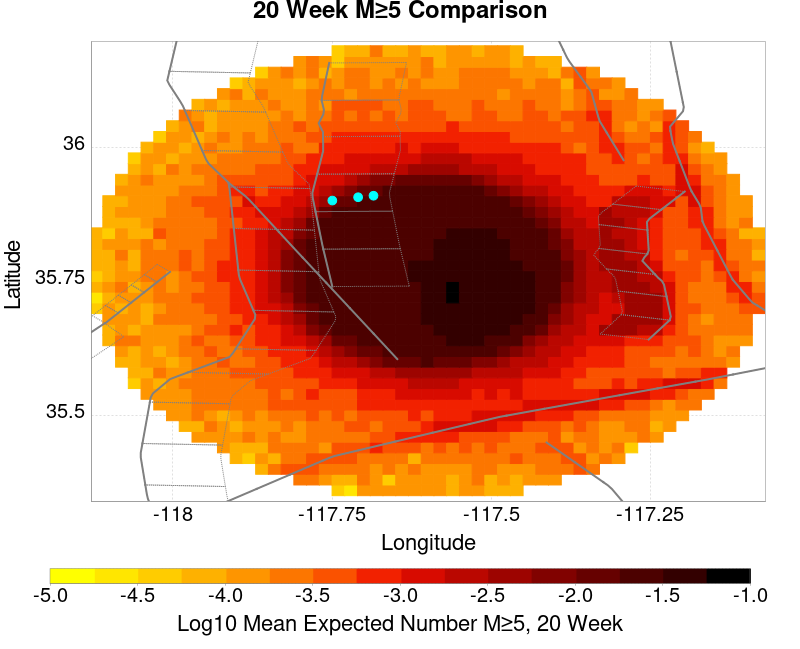 20 Week M≥5 Comparison
36
35.75
35.5
Latitude
-118 -117.75 -117.5 -117.25
Longitude
-5.0 -4.5 -4.0 -3.5 -3.0 -2.5 -2.0 -1.5 -1.0
Log10 Mean Expected Number M≥5, 20 Week